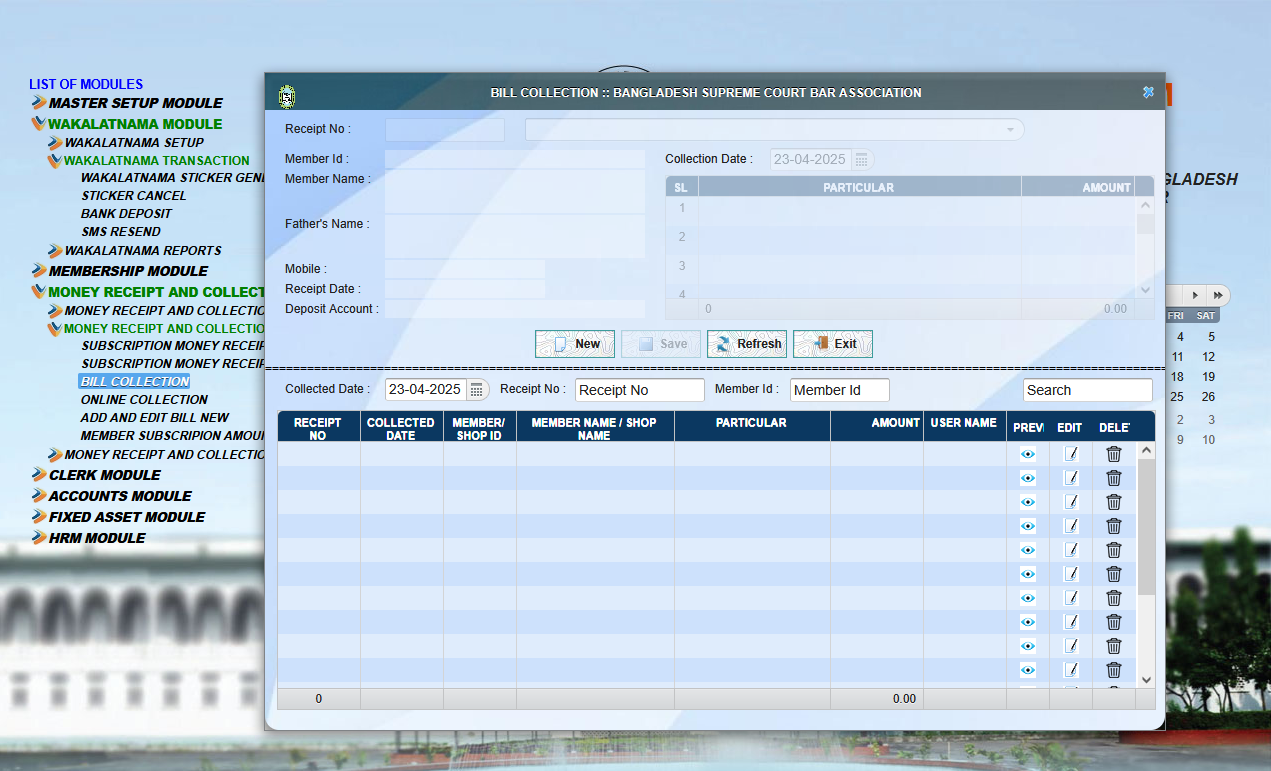 LIST OF MODULES
MASTER SETUP MODULE
WAKALATNAMA MODULE
WAKALATNAMA SETUP
WAKALATNAMA TRANSACTION
WAKALATNAMA STICKER GEN
STICKER CANCEL
BANK DEPOSIT
SMS RESEND
WAKALATNAMA REPORTS
MEMBERSHIP MODULE
MONEY RECEIPT AND COLLECT
MONEY RECEIPT AND COLLECTIO
MONEY RECEIPT AND COLLECTIO
SUBSCRIPTION MONEY RECEIP
SUBSCRIPTION MONEY RECEIP
BILL COLLECTION
ONLINE COLLECTION
ADD AND EDIT BILL NEW
MEMBER SUBSCRIPION AMOU
MONEY RECEIPT AND COLLECTIO
CLERK MODULE
ACCOUNTS MODULE
FIXED ASSET MODULE
HRM MODULE
BILL COLLECTION :: BANGLADESH SUPREME COURT BAR ASSOCIATION
Receipt No :
Member Id :
Collection Date : 23-04-2025
Member Name :
SL PARTICULAR AMOUNT
1
2
3
4
Father's Name :
Mobile :
Receipt Date :
Deposit Account :
0 0.00
New Save Refresh Exit
Collected Date : 23-04-2025 Receipt No : Receipt No Member Id : Member Id Search
RECEIPT NO COLLECTED DATE MEMBER/ SHOP ID MEMBER NAME / SHOP NAME PARTICULAR AMOUNT USER NAME PREVI EDIT DELET
0 0.00
GLADESH
R
FRI SAT
4 5
11 12
18 19
25 26
2 3
9 10